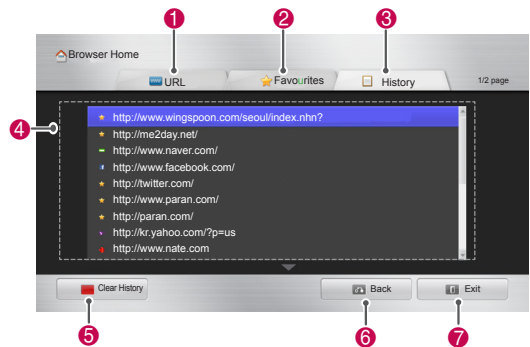 1
2
3
Browser Home
URL
Favourites
History
1/2 page
4
http://www.wingspoon.com/seoul/index.nhn?
http://me2day.net/
http://www.naver.com/
http://www.facebook.com/
http://twitter.com/
http://www.paran.com/
http://paran.com/
http://kr.yahoo.com/?p=us
http://www.nate.com
Clear History
Back
Exit
5
6
7